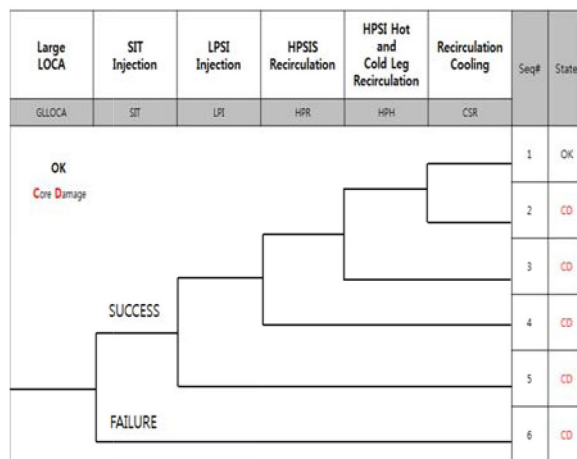 Large
LOCA
SIT
Injection
LPSI
Injection
HPSIS
Recirculation
HPSI Hot
and
Cold Leg
Recirculation
Recirculation
Cooling
Seq#
State
GLLOCA
SIT
LPI
HPR
HPH
CSR
OK
Core Damage
SUCCESS
FAILURE
1
OK
2
CD
3
CD
4
CD
5
CD
6
CD